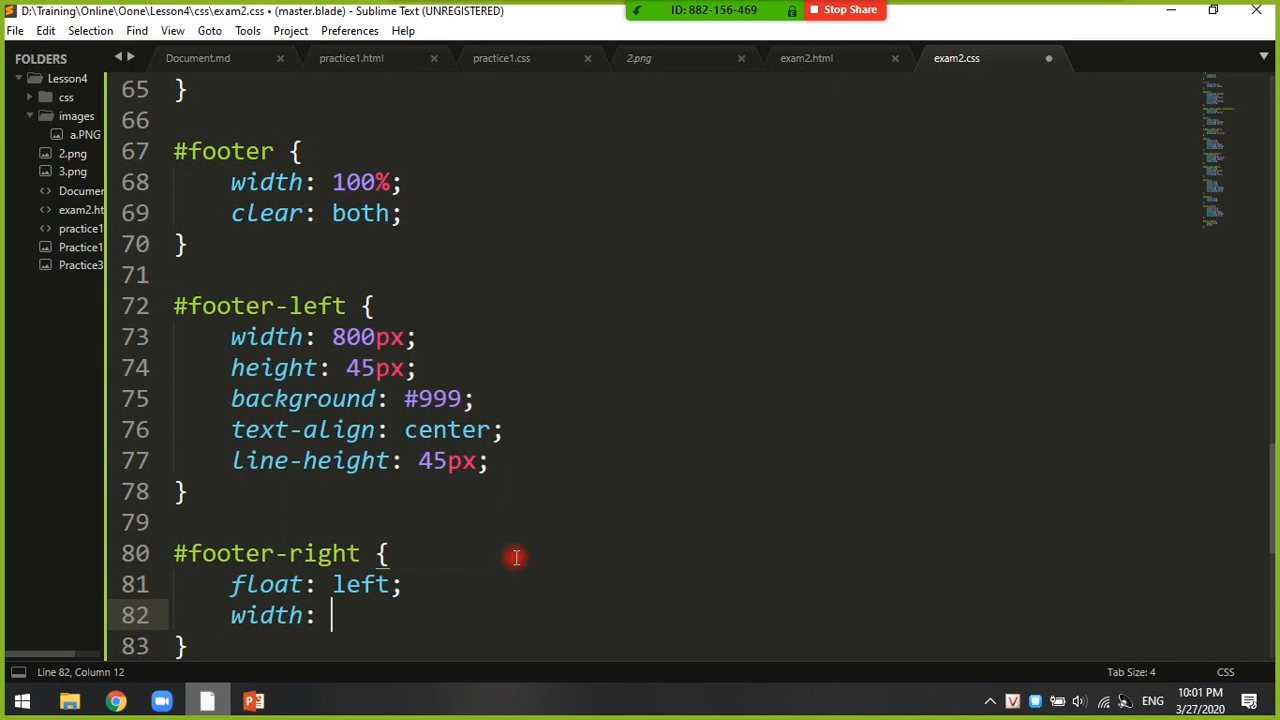 D:\Training\Online\Oone\Lesson4\css\exam2.css • (master.blade) - Sublime Text (UNREGISTERED)
ID: 882-156-469
Stop Share
File Edit Selection Find View Goto Tools Project Preferences Help
FOLDERS
Lesson4
css
images
a.PNG
2.png
3.png
Docume
exam2.ht
practice1
Practice1
Practice3
Document.md practice1.html practice1.css 2.png exam2.html exam2.css
65 }
66
67 #footer {
68 width: 100%;
69 clear: both;
70 }
71
72 #footer-left {
73 width: 800px;
74 height: 45px;
75 background: #999;
76 text-align: center;
77 line-height: 45px;
78 }
79
80 #footer-right {
81 float: left;
82 width:
83 }
Line 82, Column 12
Tab Size: 4
CSS
ENG
10:01 PM
3/27/2020